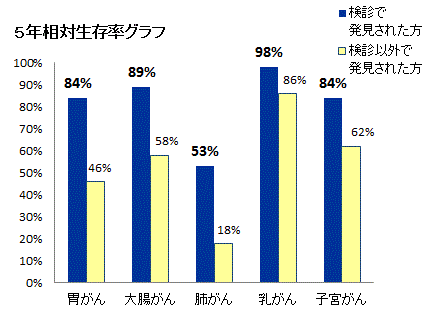 検診で
発見された方
検診以外で
発見された方
５年相対生存率グラフ
100%
90%
80%
70%
60%
50%
40%
30%
20%
10%
0%
84%
46%
89%
58%
53%
18%
98%
86%
84%
62%
胃がん
大腸がん
肺がん
乳がん
子宮がん